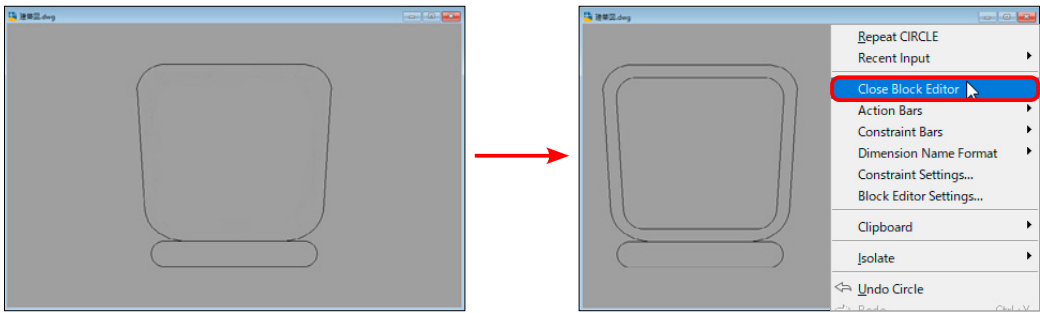 建築図.dwg
建築図.dwg
Repeat CIRCLE
Recent Input
Close Block Editor
Action Bars
Constraint Bars
Dimension Name Format
Constraint Settings...
Block Editor Settings...
Clipboard
Isolate
Undo Circle